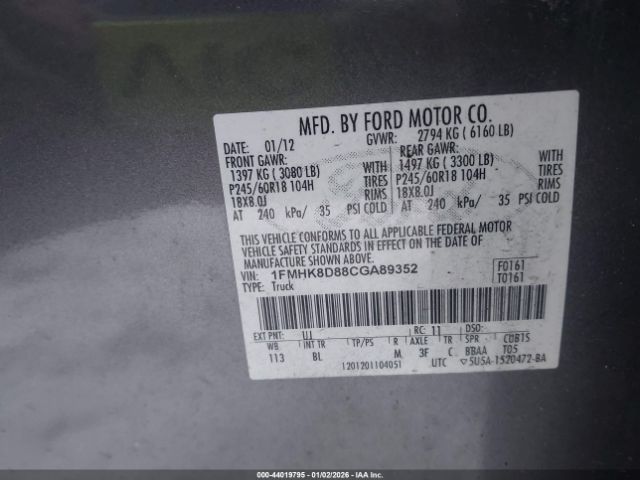 MFD. BY FORD MOTOR CO.
DATE: 01/12 GVWR: 2794 KG ( 6160 LB)
FRONT GAWR: REAR GAWR:
1397 KG ( 3080 LB) WITH 1497 KG ( 3300 LB) WITH
P245/60R18 104H TIRES P245/60R18 104H TIRES
18X8.0J RIMS 18X8.0J RIMS
AT 240 kPa/ 35 PSI COLD AT 240 kPa/ 35 PSI COLD
THIS VEHICLE CONFORMS TO ALL APPLICABLE FEDERAL MOTOR
VEHICLE SAFETY STANDARDS IN EFFECT ON THE DATE OF
MANUFACTURE SHOWN ABOVE.
VIN: 1FMHK8D88CGA89352 F0161
TYPE: Truck T0161
EXT PNT: UJ RC: 11 DSO:
WB INT TR TP/PS R AXLE TR SPR CUB1S
113 BL M 3F C BBAA T05
1201201104051 UTC ▽5U5A-1520472-BA
000-44019795 - 01/02/2026 - IAAI.CA